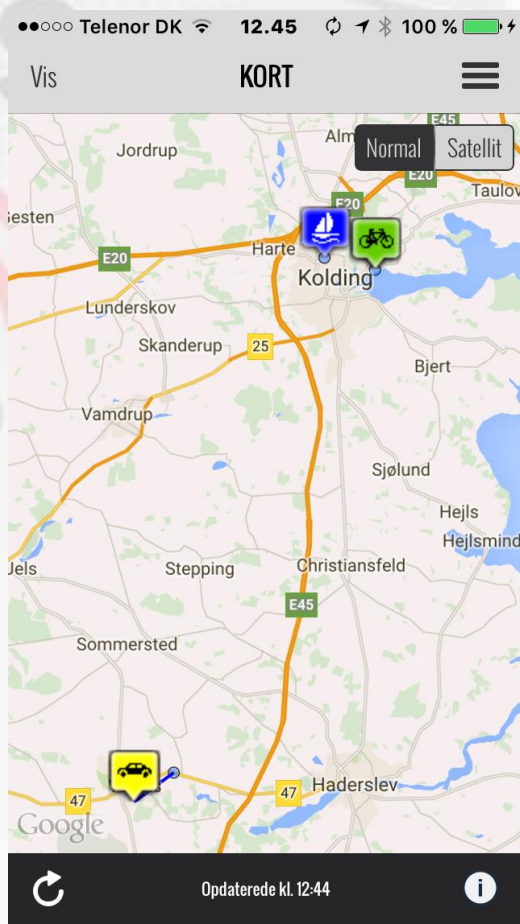 Telenor DK 12.45 100 %
Vis KORT
E45
Alm
Normal Satellit
Jordrup
E20
Taulov
E20
Harte
E20
Kolding
Lunderskov
Skanderup 25
Bjert
Vamdrup
Sjølund
Hejls
Hejlsmind
Jels Stepping Christiansfeld
E45
Sommersted
47 47 Haderslev
Google
Opdaterede kl. 12:44
i